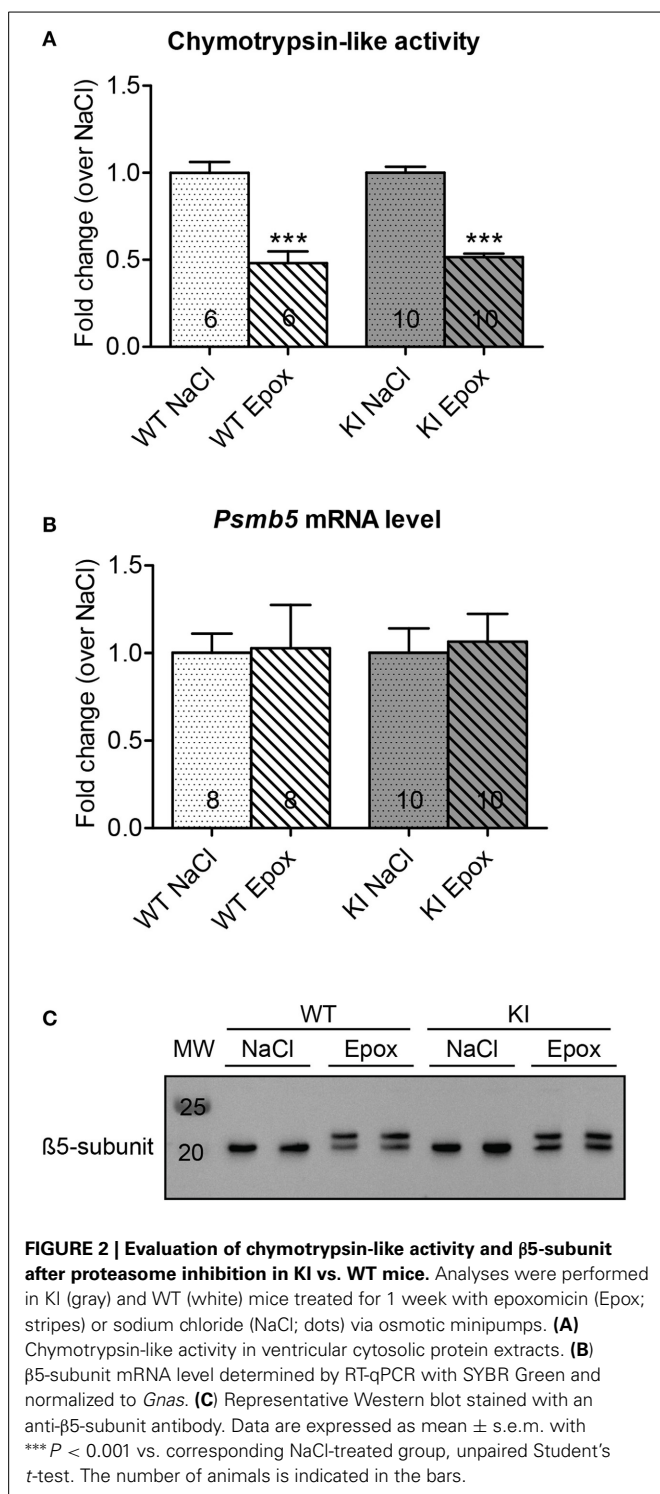 A
Chymotrypsin-like activity
Fold change (over NaCl)
1.5
1.0
0.5
0.0
***
***
6
6
10
10
WT NaCl
WT Epox
KI NaCl
KI Epox
B
Psmb5 mRNA level
Fold change (over NaCl)
1.5
1.0
0.5
0.0
8
8
10
10
WT NaCl
WT Epox
KI NaCl
KI Epox
C
WT KI
MW NaCl Epox NaCl Epox
25
ß5-subunit 20
FIGURE 2 | Evaluation of chymotrypsin-like activity and β5-subunit
after proteasome inhibition in KI vs. WT mice. Analyses were performed
in KI (gray) and WT (white) mice treated for 1 week with epoxomicin (Epox;
stripes) or sodium chloride (NaCl; dots) via osmotic minipumps. (A)
Chymotrypsin-like activity in ventricular cytosolic protein extracts. (B)
β5-subunit mRNA level determined by RT-qPCR with SYBR Green and
normalized to Gnas. (C) Representative Western blot stained with an
anti-β5-subunit antibody. Data are expressed as mean ± s.e.m. with
***P < 0.001 vs. corresponding NaCl-treated group, unpaired Student's
t-test. The number of animals is indicated in the bars.